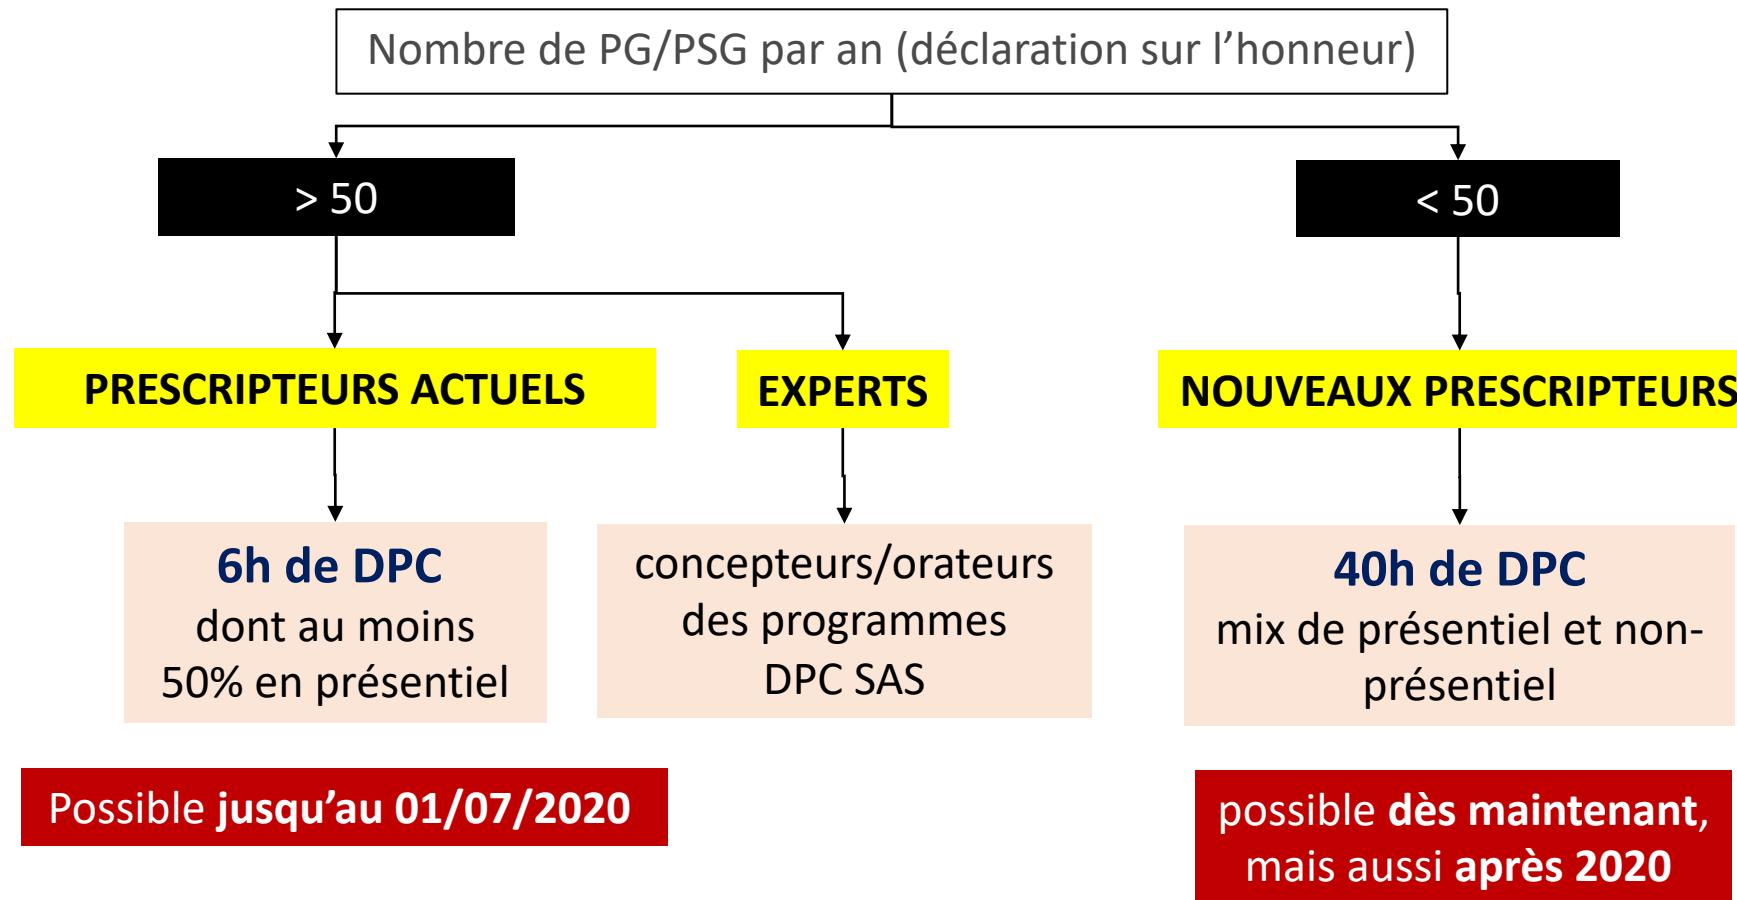 Nombre de PG/PSG par an (déclaration sur l’honneur)
> 50
< 50
PRESCRIPTEURS ACTUELS
EXPERTS
NOUVEAUX PRESCRIPTEURS
6h de DPC
dont au moins
50% en présentiel
concepteurs/orateurs
des programmes
DPC SAS
40h de DPC
mix de présentiel et non-
présentiel
Possible jusqu’au 01/07/2020
possible dès maintenant,
mais aussi après 2020